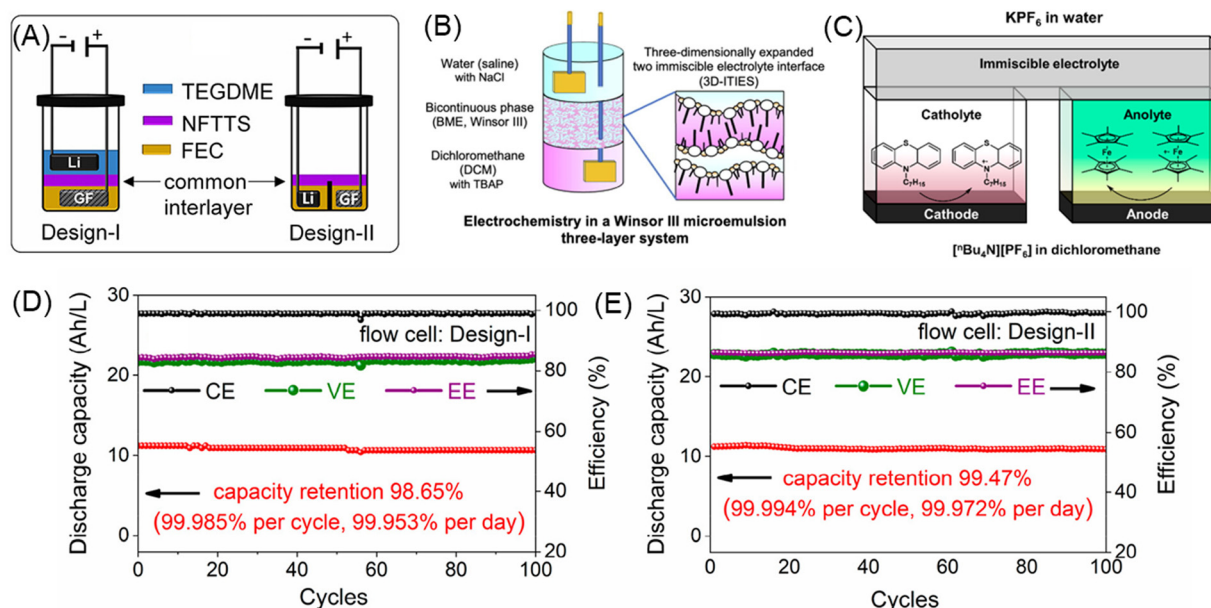 (A)
- +
- +
TEGDME
NFTTS
FEC
Li
GF
Li
GF
common
interlayer
Design-I
Design-II
(B)
Water (saline)
with NaCl
Bicontinuous phase
(BME, Winsor III)
Dichloromethane
(DCM)
with TBAP
Three-dimensionally expanded
two immiscible electrolyte interface
(3D-ITIES)
Electrochemistry in a Winsor III microemulsion
three-layer system
(C)
KPF₆ in water
Immiscible electrolyte
Catholyte
S
N
C₇H₁₅
S
N
C₇H₁₅
Cathode
Anolyte
Fe
Fe
Anode
[ⁿBu₄N][PF₆] in dichloromethane
(D)
Discharge capacity (Ah/L)
30
20
10
0
flow cell: Design-I
CE
VE
EE
capacity retention 98.65%
(99.985% per cycle, 99.953% per day)
100
80
60
40
20
Efficiency (%)
0 20 40 60 80 100
Cycles
(E)
Discharge capacity (Ah/L)
30
20
10
0
flow cell: Design-II
CE
VE
EE
capacity retention 99.47%
(99.994% per cycle, 99.972% per day)
100
80
60
40
20
Efficiency (%)
0 20 40 60 80 100
Cycles